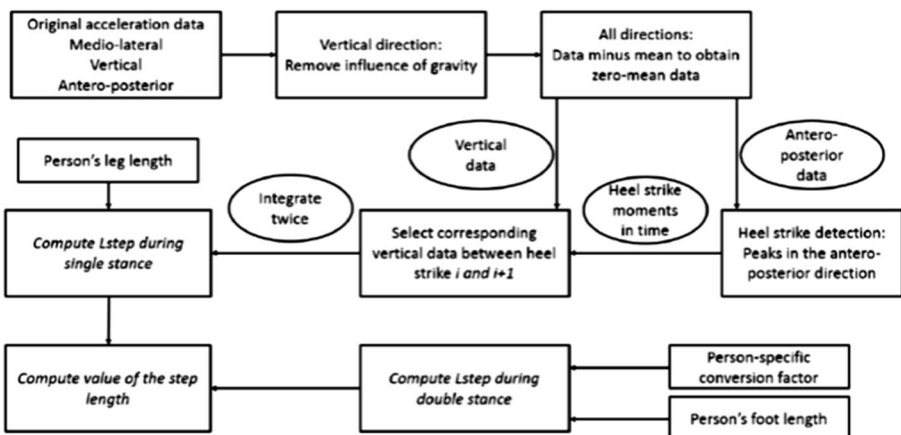 Original acceleration data
Medio-lateral
Vertical
Antero-posterior
Vertical direction:
Remove influence of gravity
All directions:
Data minus mean to obtain
zero-mean data
Person's leg length
Vertical
data
Antero-
posterior
data
Integrate
twice
Heel strike
moments
in time
Compute Lstep during
single stance
Select corresponding
vertical data between heel
strike i and i+1
Heel strike detection:
Peaks in the antero-
posterior direction
Compute value of the step
length
Compute Lstep during
double stance
Person-specific
conversion factor
Person's foot length